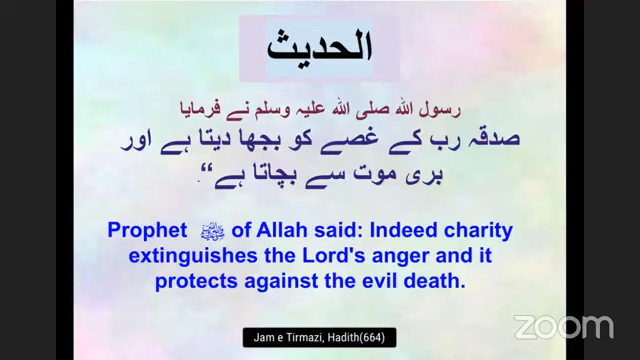 الحدیث
رسول اللہ صلی اللہ علیہ وسلم نے فرمایا
صدقہ رب کے غصے کو بجھا دیتا ہے اور
بری موت سے بچاتا ہے‘‘۔
Prophet ﷺ of Allah said: Indeed charity
extinguishes the Lord's anger and it
protects against the evil death.
Jam e Tirmazi, Hadith(664)
zoom